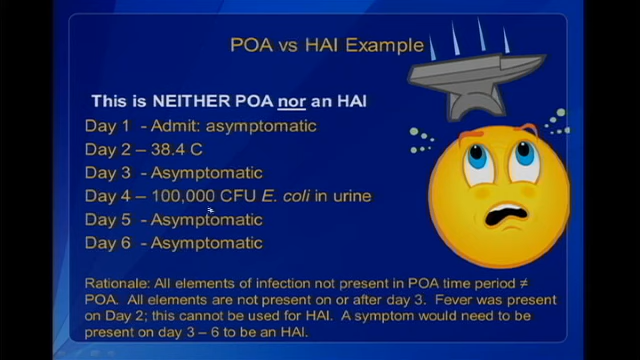 POA vs HAI Example
This is NEITHER POA nor an HAI
Day 1 - Admit: asymptomatic
Day 2 – 38.4 C
Day 3 - Asymptomatic
Day 4 – 100,000 CFU E. coli in urine
Day 5 - Asymptomatic
Day 6 - Asymptomatic
Rationale: All elements of infection not present in POA time period ≠
POA. All elements are not present on or after day 3. Fever was present
on Day 2; this cannot be used for HAI. A symptom would need to be
present on day 3 – 6 to be an HAI.